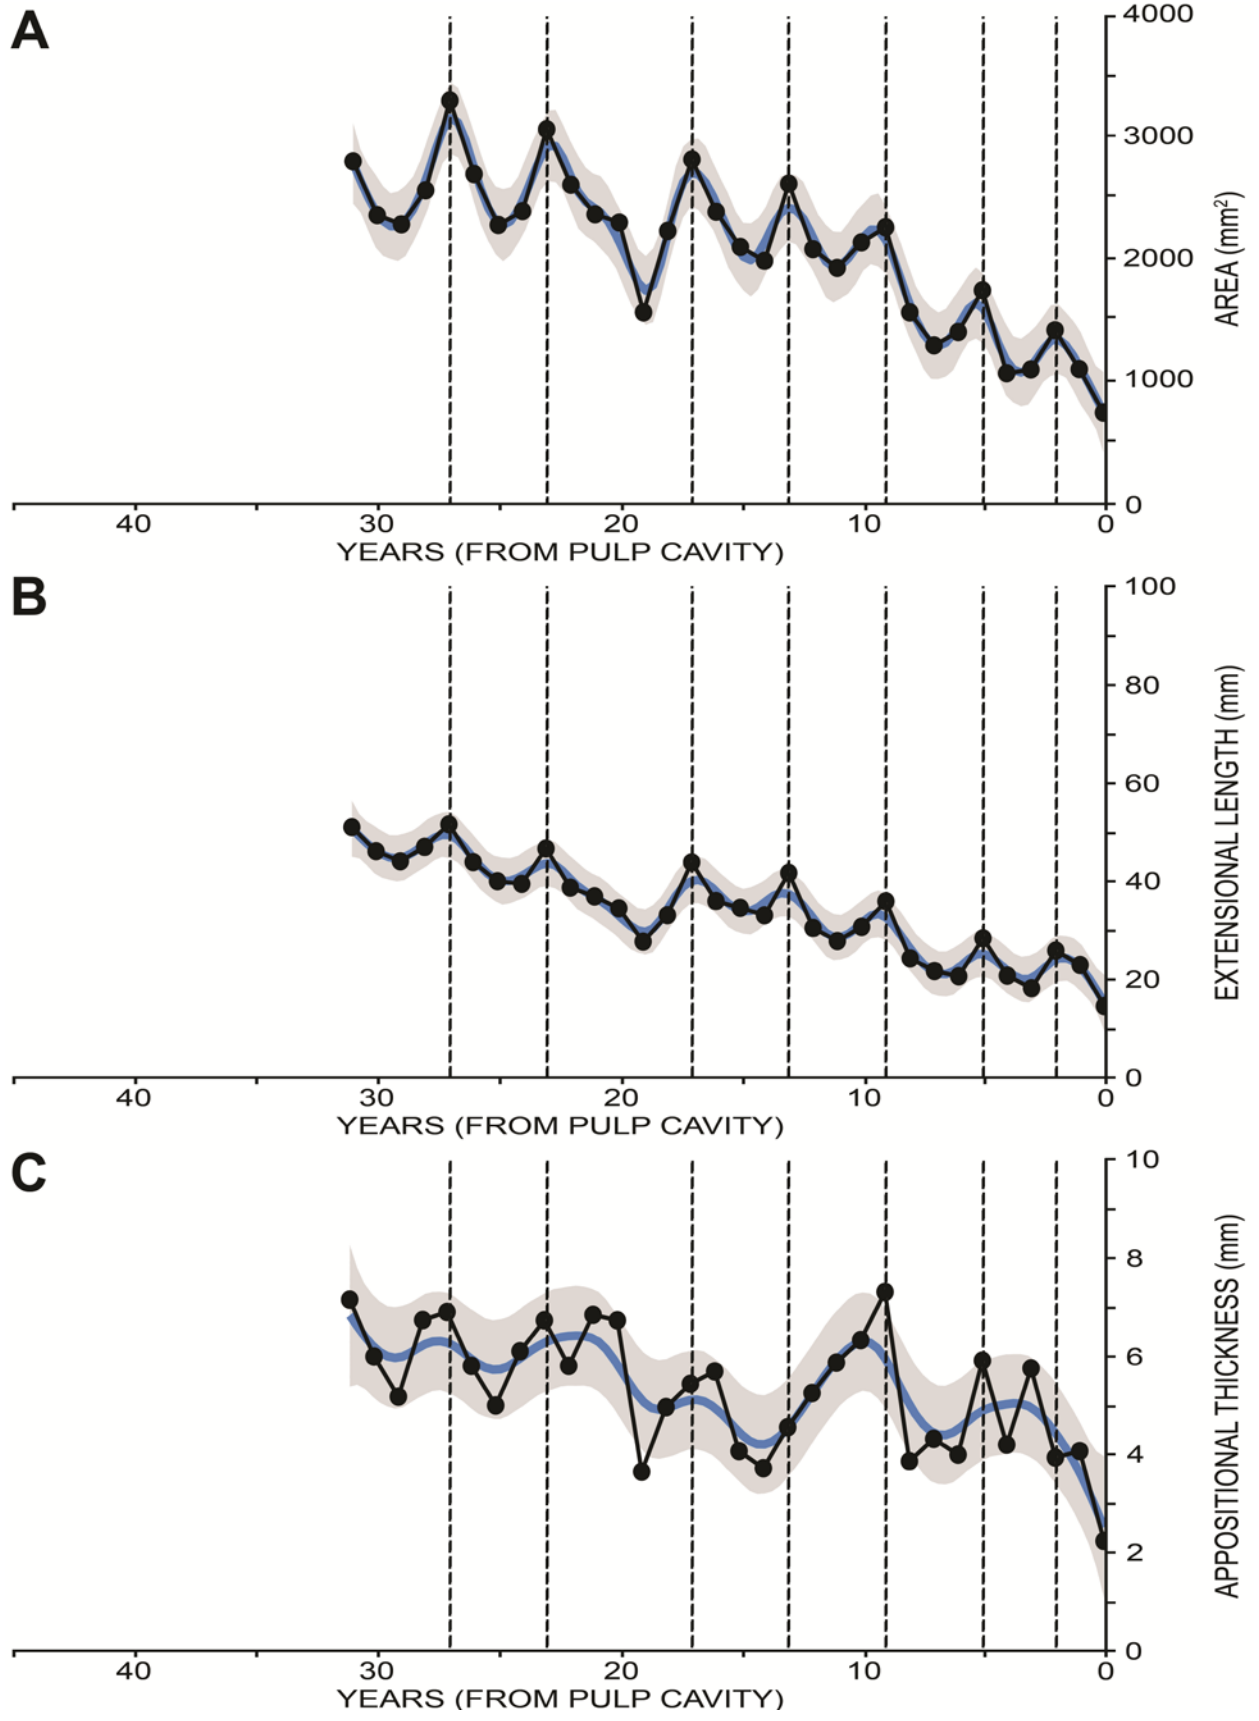 A
4000
3000
2000
1000
0
AREA (mm²)
40 30 20 10 0
YEARS (FROM PULP CAVITY)
B
100
80
60
40
20
0
EXTENSIONAL LENGTH (mm)
40 30 20 10 0
YEARS (FROM PULP CAVITY)
C
10
8
6
4
2
0
APPOSITIONAL THICKNESS (mm)
40 30 20 10 0
YEARS (FROM PULP CAVITY)